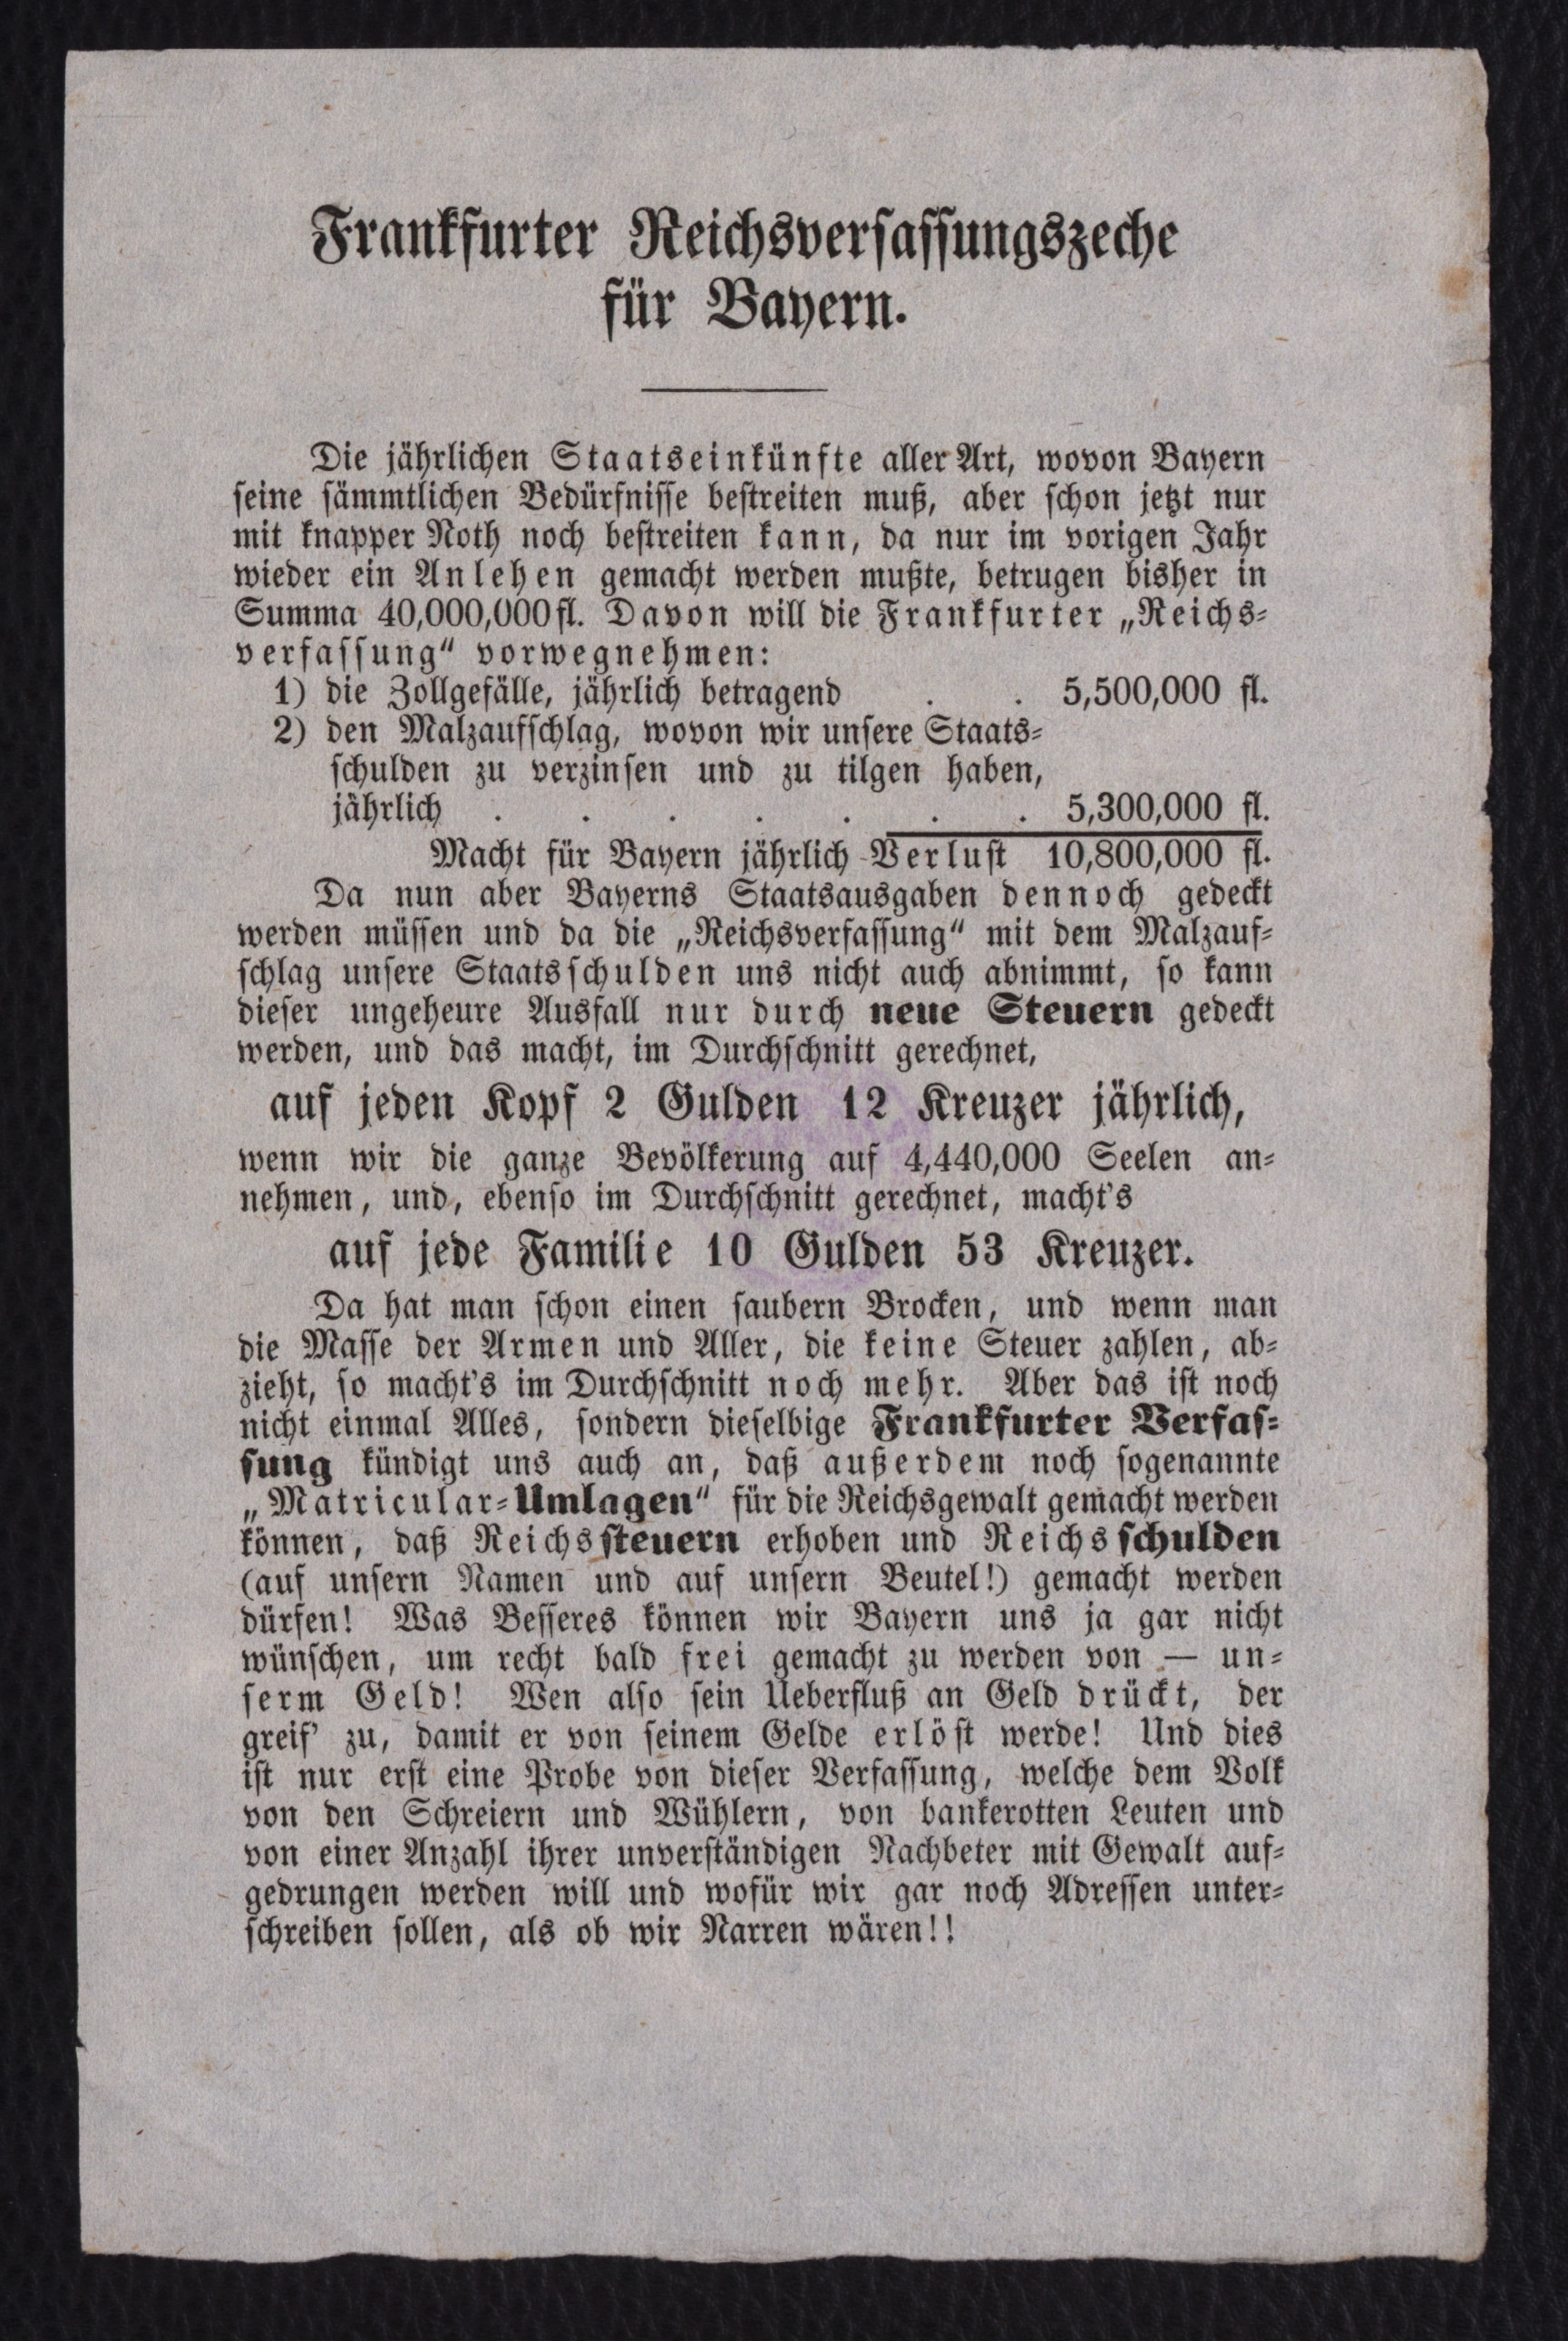 Frankfurter Reichsverfassungszeche
für Bayern.
Die jährlichen Staatseinkünfte aller Art, wovon Bayern
seine sämmtlichen Bedürfnisse bestreiten muß, aber schon jetzt nur
mit knapper Noth noch bestreiten kann, da nur im vorigen Jahr
wieder ein Anlehen gemacht werden mußte, betrugen bisher in
Summa 40,000,000 fl. Davon will die Frankfurter „Reichs-
verfassung“ vorwegnehmen:
1) die Zollgefälle, jährlich betragend . . 5,500,000 fl.
2) den Malzaufschlag, wovon wir unsere Staats-
schulden zu verzinsen und zu tilgen haben,
jährlich . . . . . . . 5,300,000 fl.
Macht für Bayern jährlich Verlust 10,800,000 fl.
Da nun aber Bayerns Staatsausgaben dennoch gedeckt
werden müssen und da die „Reichsverfassung“ mit dem Malzauf-
schlag unsere Staatsschulden uns nicht auch abnimmt, so kann
dieser ungeheure Ausfall nur durch neue Steuern gedeckt
werden, und das macht, im Durchschnitt gerechnet,
auf jeden Kopf 2 Gulden 12 Kreuzer jährlich,
wenn wir die ganze Bevölkerung auf 4,440,000 Seelen an-
nehmen, und, ebenso im Durchschnitt gerechnet, macht's
auf jede Familie 10 Gulden 53 Kreuzer.
Da hat man schon einen saubern Brocken, und wenn man
die Masse der Armen und Aller, die keine Steuer zahlen, ab-
zieht, so macht's im Durchschnitt noch mehr. Aber das ist noch
nicht einmal Alles, sondern dieselbige Frankfurter Verfas-
sung kündigt uns auch an, daß außerdem noch sogenannte
„Matricular-Umlagen“ für die Reichsgewalt gemacht werden
können, daß Reichssteuern erhoben und Reichsschulden
(auf unsern Namen und auf unsern Beutel!) gemacht werden
dürfen! Was Besseres können wir Bayern uns ja gar nicht
wünschen, um recht bald frei gemacht zu werden von — un-
serm Geld! Wen also sein Ueberfluß an Geld drückt, der
greif' zu, damit er von seinem Gelde erlöst werde! Und dies
ist nur erst eine Probe von dieser Verfassung, welche dem Volk
von den Schreiern und Wühlern, von bankerotten Leuten und
von einer Anzahl ihrer unverständigen Nachbeter mit Gewalt auf-
gedrungen werden will und wofür wir gar noch Adressen unter-
schreiben sollen, als ob wir Narren wären!!